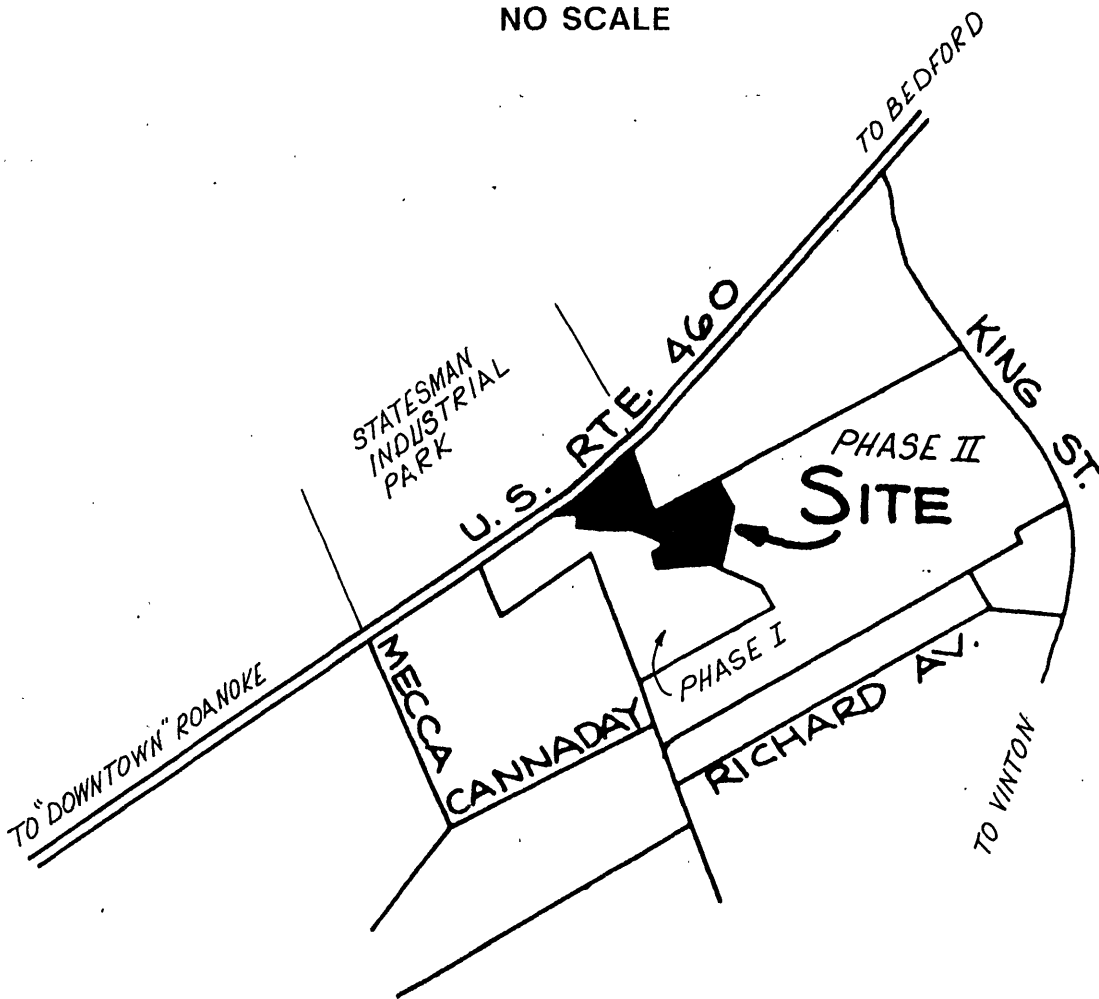 NO SCALE
TO BEDFORD
U. S. RTE. 460
STATESMAN
INDUSTRIAL
PARK
KING ST.
PHASE II
SITE
PHASE I
MECCA
CANNADAY
RICHARD AV.
TO "DOWNTOWN" ROANOKE
TO VINTON